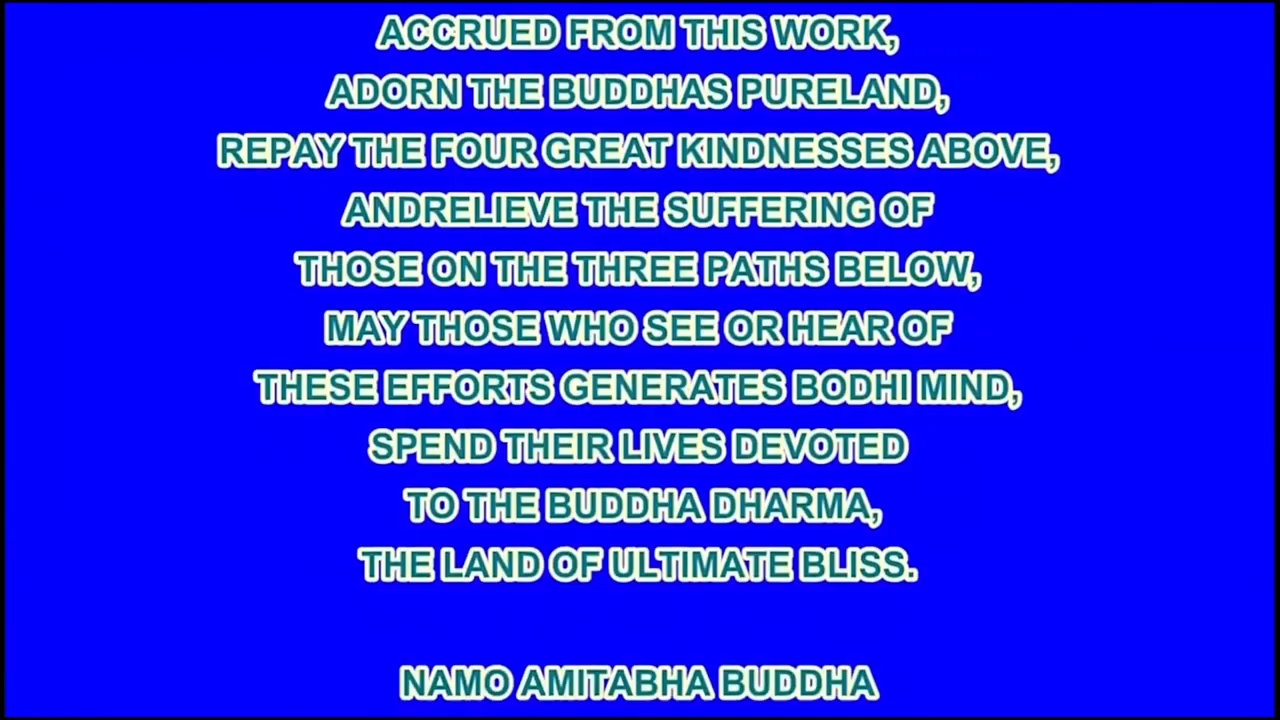 ACCRUED FROM THIS WORK,
ADORN THE BUDDHAS PURELAND,
REPAY THE FOUR GREAT KINDNESSES ABOVE,
ANDRELIEVE THE SUFFERING OF
THOSE ON THE THREE PATHS BELOW,
MAY THOSE WHO SEE OR HEAR OF
THESE EFFORTS GENERATES BODHI MIND,
SPEND THEIR LIVES DEVOTED
TO THE BUDDHA DHARMA,
THE LAND OF ULTIMATE BLISS.
NAMO AMITABHA BUDDHA